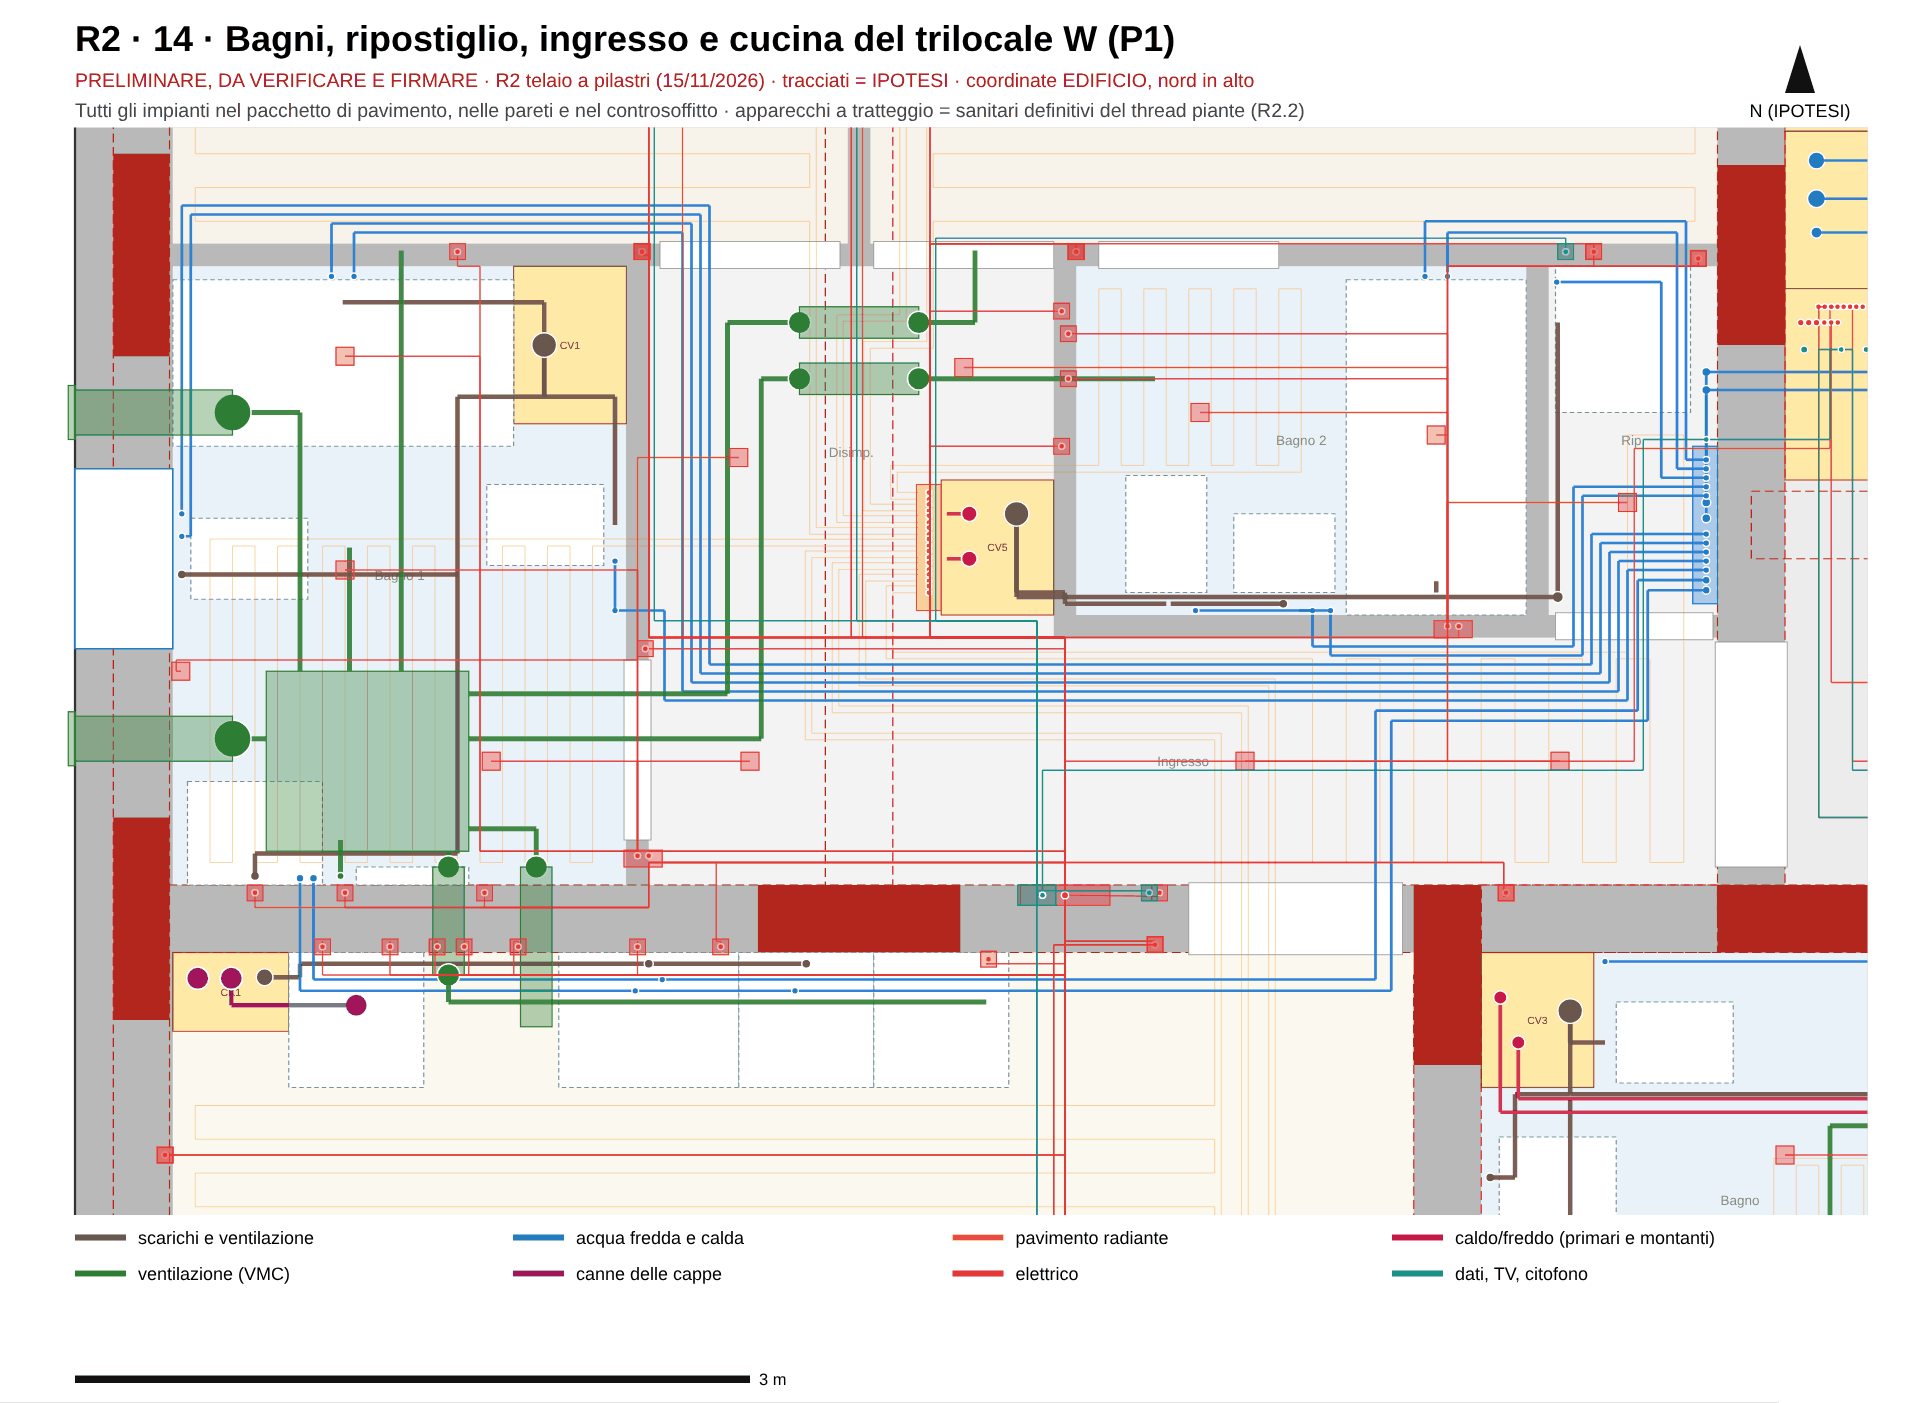 R2 · 14 · Bagni, ripostiglio, ingresso e cucina del trilocale W (P1)
PRELIMINARE, DA VERIFICARE E FIRMARE · R2 telaio a pilastri (15/11/2026) · tracciati = IPOTESI · coordinate EDIFICIO, nord in alto
Tutti gli impianti nel pacchetto di pavimento, nelle pareti e nel controsoffitto · apparecchi a tratteggio = sanitari definitivi del thread piante (R2.2)
N (IPOTESI)
CV1
Disimp.
Bagno 2
Rip.
CV5
Bagno 1
Ingresso
CV3
Bagno
scarichi e ventilazione
acqua fredda e calda
pavimento radiante
caldo/freddo (primari e montanti)
ventilazione (VMC)
canne delle cappe
elettrico
dati, TV, citofono
3 m